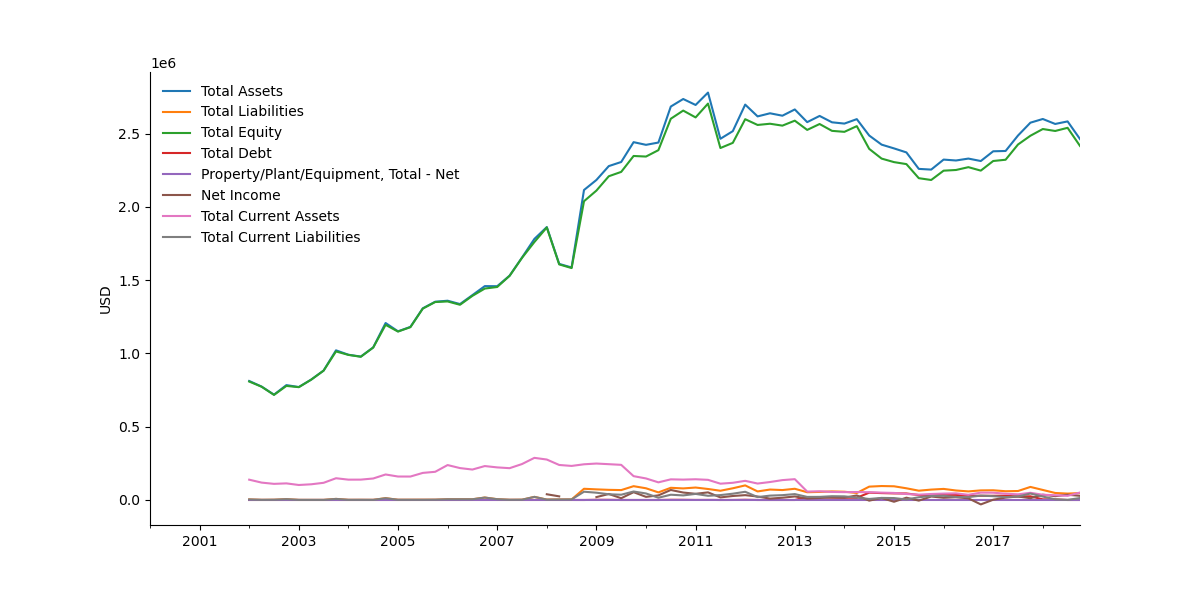 1e6
Total Assets
Total Liabilities
Total Equity
Total Debt
Property/Plant/Equipment, Total - Net
Net Income
Total Current Assets
Total Current Liabilities
USD
2.5
2.0
1.5
1.0
0.5
0.0
2001 2003 2005 2007 2009 2011 2013 2015 2017